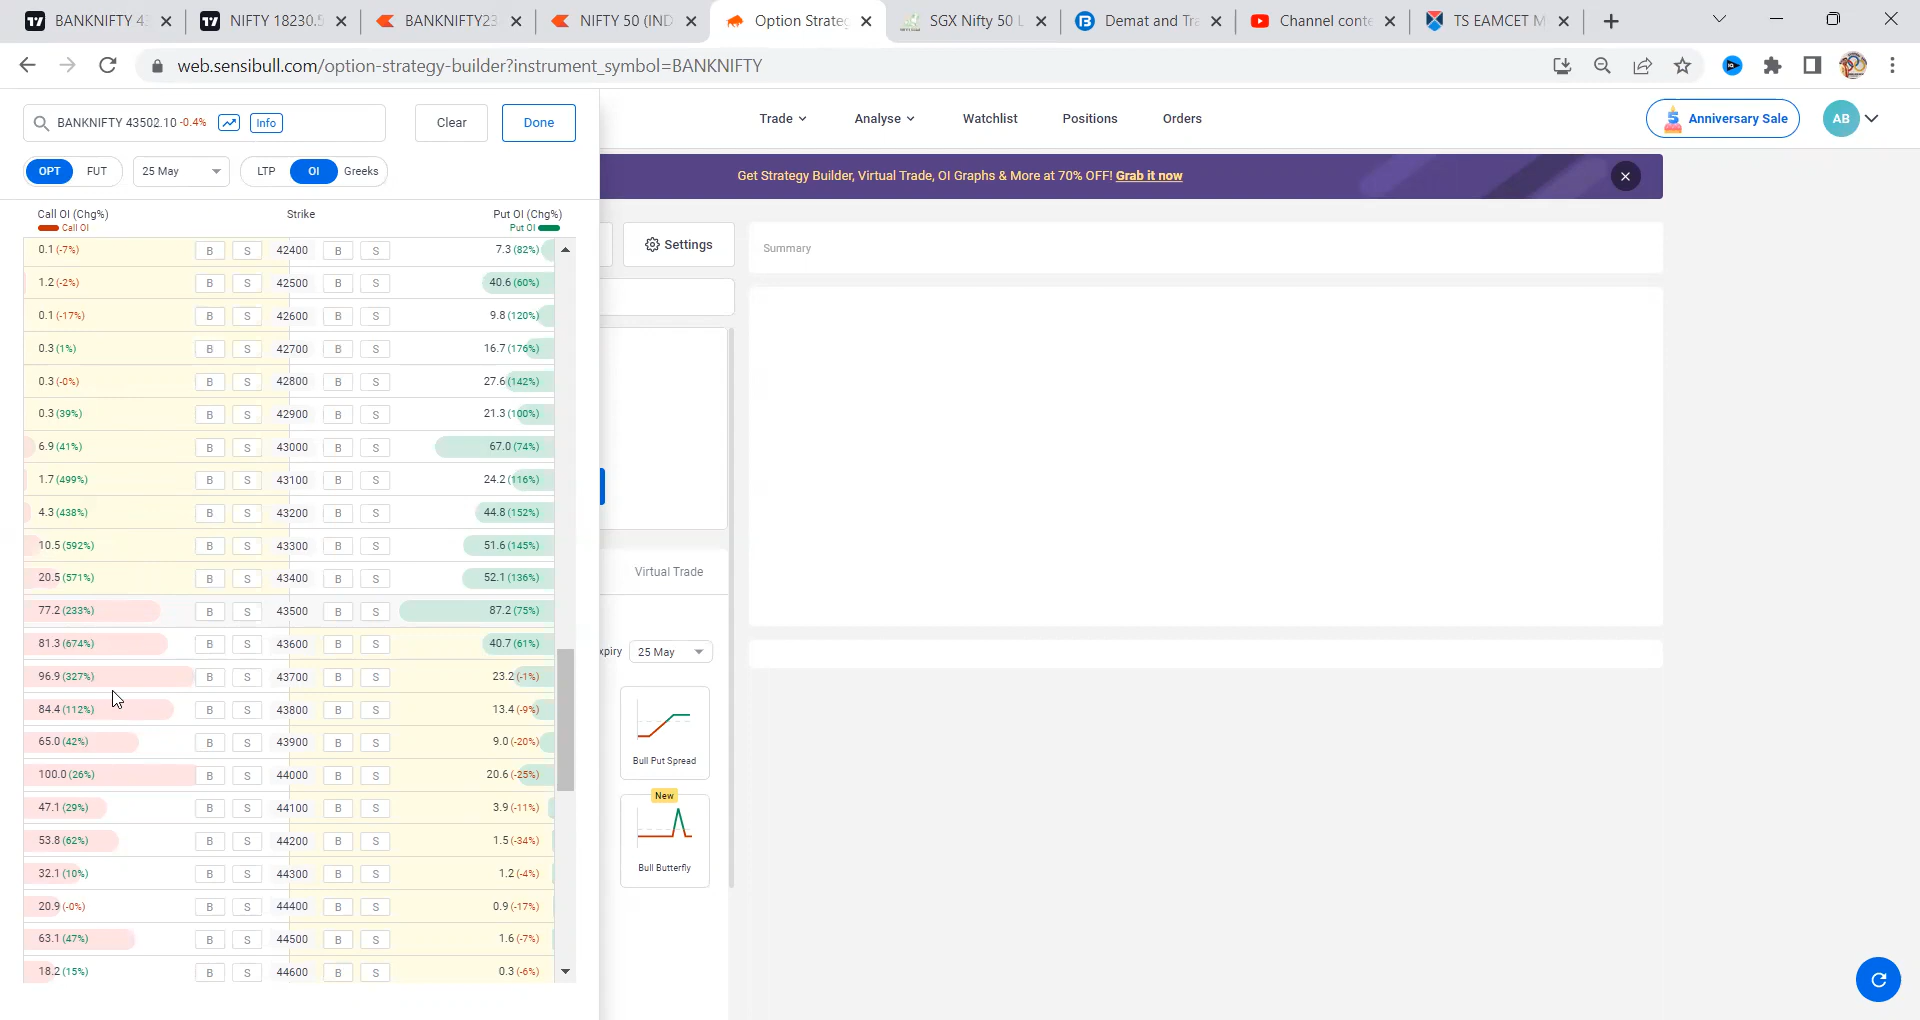 BANKNIFTY 4
NIFTY 18230.5
BANKNIFTY23
NIFTY 50 (IND
Option Strateg
SGX Nifty 50 L
Demat and Tra
Channel conte
TS EAMCET M
web.sensibull.com/option-strategy-builder?instrument_symbol=BANKNIFTY
BANKNIFTY 43502.10 -0.4% Info
Clear
Done
Trade
Analyse
Watchlist
Positions
Orders
5 Anniversary Sale
AB
OPT FUT 25 May LTP OI Greeks
Get Strategy Builder, Virtual Trade, OI Graphs & More at 70% OFF! Grab it now
Call OI (Chg%) Strike Put OI (Chg%)
Call OI Put OI
Settings
Summary
0.1 (-7%) B S 42400 B S 7.3 (82%)
1.2 (-2%) B S 42500 B S 40.6 (60%)
0.1 (-17%) B S 42600 B S 9.8 (120%)
0.3 (1%) B S 42700 B S 16.7 (176%)
0.3 (-0%) B S 42800 B S 27.6 (142%)
0.3 (39%) B S 42900 B S 21.3 (100%)
6.9 (41%) B S 43000 B S 67.0 (74%)
1.7 (499%) B S 43100 B S 24.2 (116%)
4.3 (438%) B S 43200 B S 44.8 (152%)
10.5 (592%) B S 43300 B S 51.6 (145%)
20.5 (571%) B S 43400 B S 52.1 (136%)
77.2 (233%) B S 43500 B S 87.2 (75%)
81.3 (674%) B S 43600 B S 40.7 (61%)
96.9 (327%) B S 43700 B S 23.2 (-1%)
84.4 (112%) B S 43800 B S 13.4 (-9%)
65.0 (42%) B S 43900 B S 9.0 (-20%)
100.0 (26%) B S 44000 B S 20.6 (-25%)
47.1 (29%) B S 44100 B S 3.9 (-11%)
53.8 (62%) B S 44200 B S 1.5 (-34%)
32.1 (10%) B S 44300 B S 1.2 (-4%)
20.9 (-0%) B S 44400 B S 0.9 (-17%)
63.1 (47%) B S 44500 B S 1.6 (-7%)
18.2 (15%) B S 44600 B S 0.3 (-6%)
Virtual Trade
xpiry 25 May
Bull Put Spread
New
Bull Butterfly